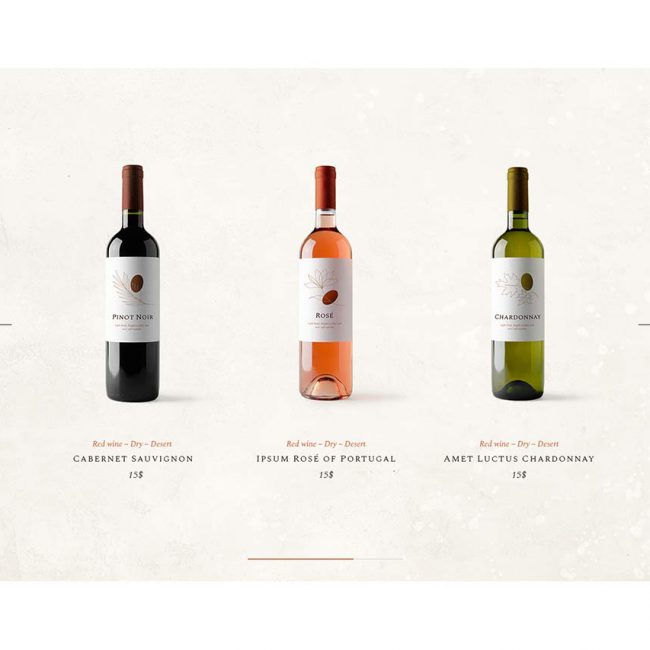 Pinot Noir
Rosé
Chardonnay
Red wine – Dry – Desert
Red wine – Dry – Desert
Red wine – Dry – Desert
Cabernet Sauvignon
Ipsum Rosé of Portugal
Amet Luctus Chardonnay
15$
15$
15$